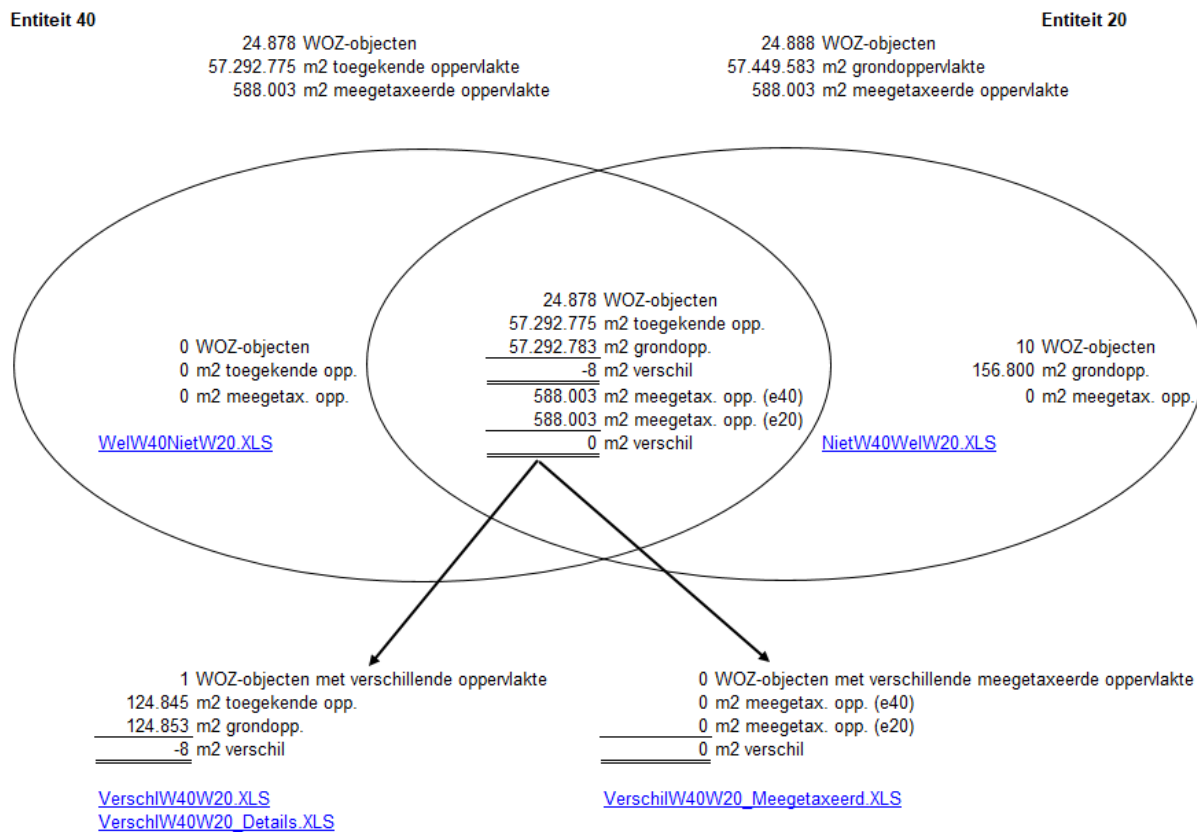 Entiteit 40
24.878 WOZ-objecten
57.292.775 m2 toegekende oppervlakte
588.003 m2 meegetaxeerde oppervlakte
Entiteit 20
24.888 WOZ-objecten
57.449.583 m2 grondoppervlakte
588.003 m2 meegetaxeerde oppervlakte
0 WOZ-objecten
0 m2 toegekende opp.
0 m2 meegetax. opp.
WelW40NietW20.XLS
24.878 WOZ-objecten
57.292.775 m2 toegekende opp.
57.292.783 m2 grondopp.
-8 m2 verschil
588.003 m2 meegetax. opp. (e40)
588.003 m2 meegetax. opp. (e20)
0 m2 verschil
10 WOZ-objecten
156.800 m2 grondopp.
0 m2 meegetax. opp.
NietW40WelW20.XLS
1 WOZ-objecten met verschillende oppervlakte
124.845 m2 toegekende opp.
124.853 m2 grondopp.
-8 m2 verschil
VerschlW40W20.XLS
VerschlW40W20_Details.XLS
0 WOZ-objecten met verschillende meegetaxeerde oppervlakte
0 m2 meegetax. opp. (e40)
0 m2 meegetax. opp. (e20)
0 m2 verschil
VerschilW40W20_Meegetaxeerd.XLS